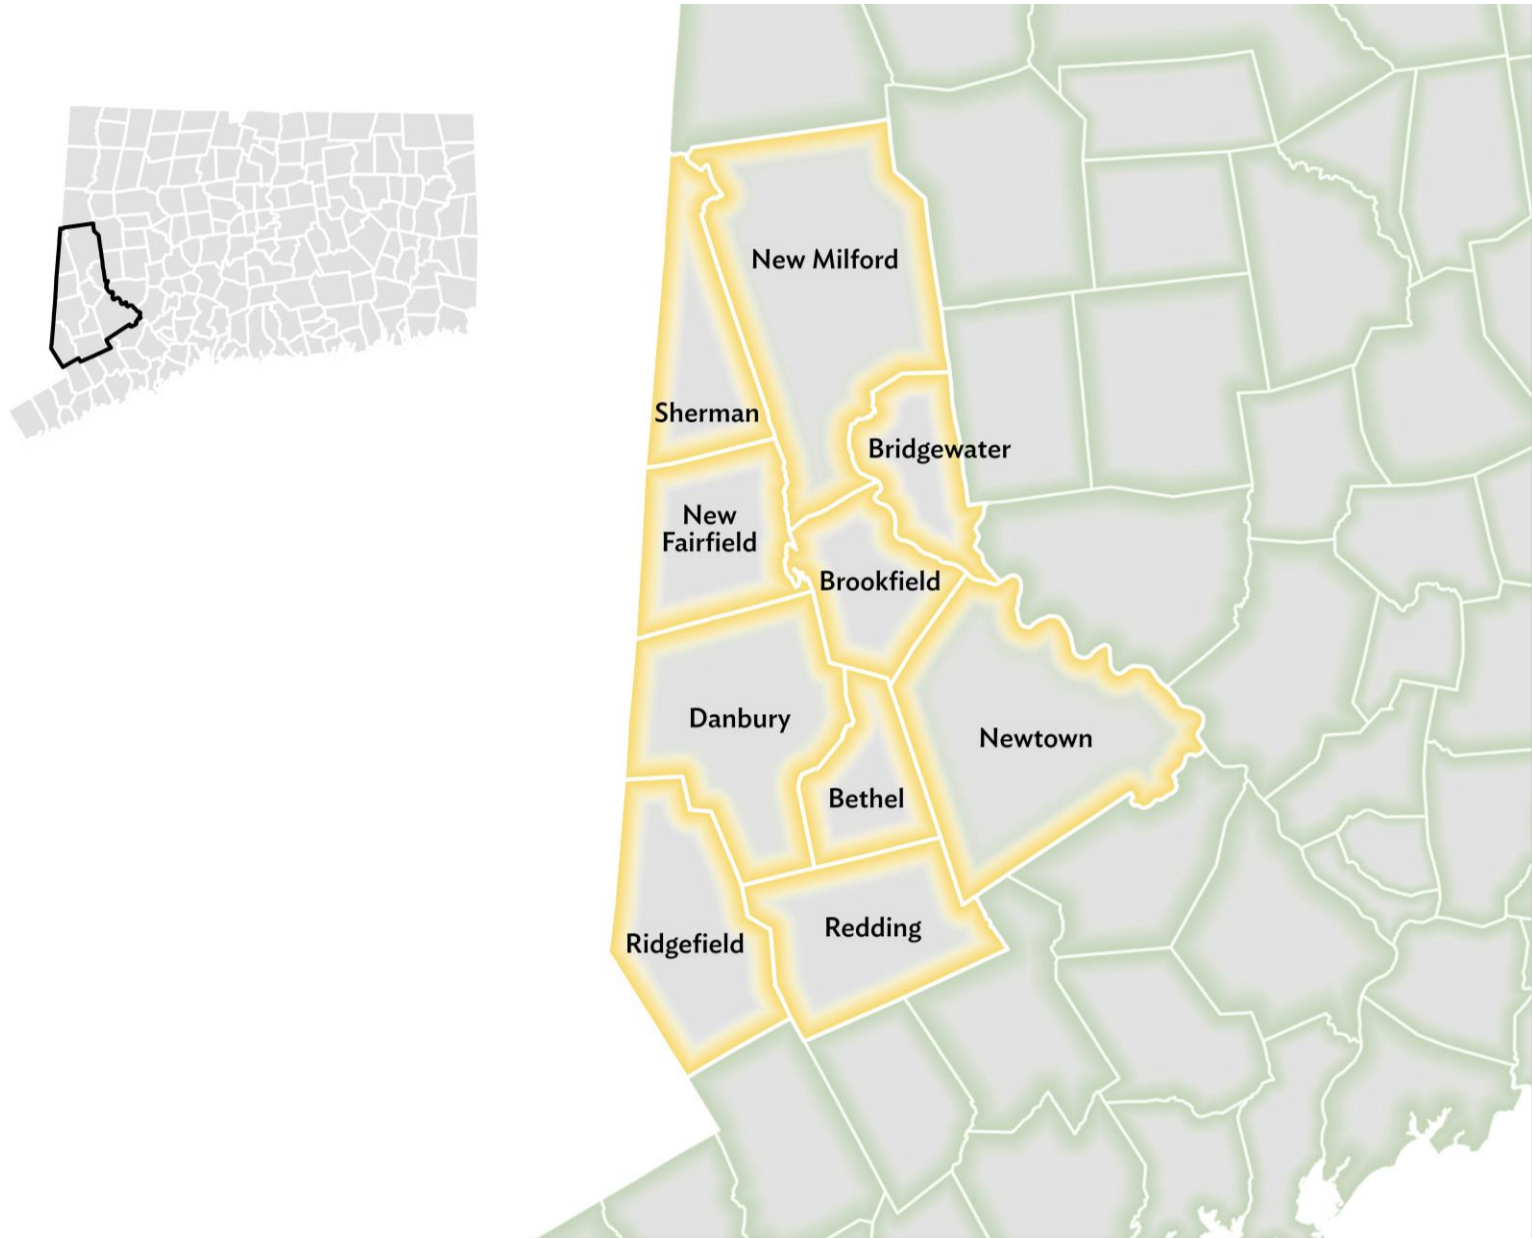 New Milford
Sherman
Bridgewater
New
Fairfield
Brookfield
Danbury
Newtown
Bethel
Redding
Ridgefield